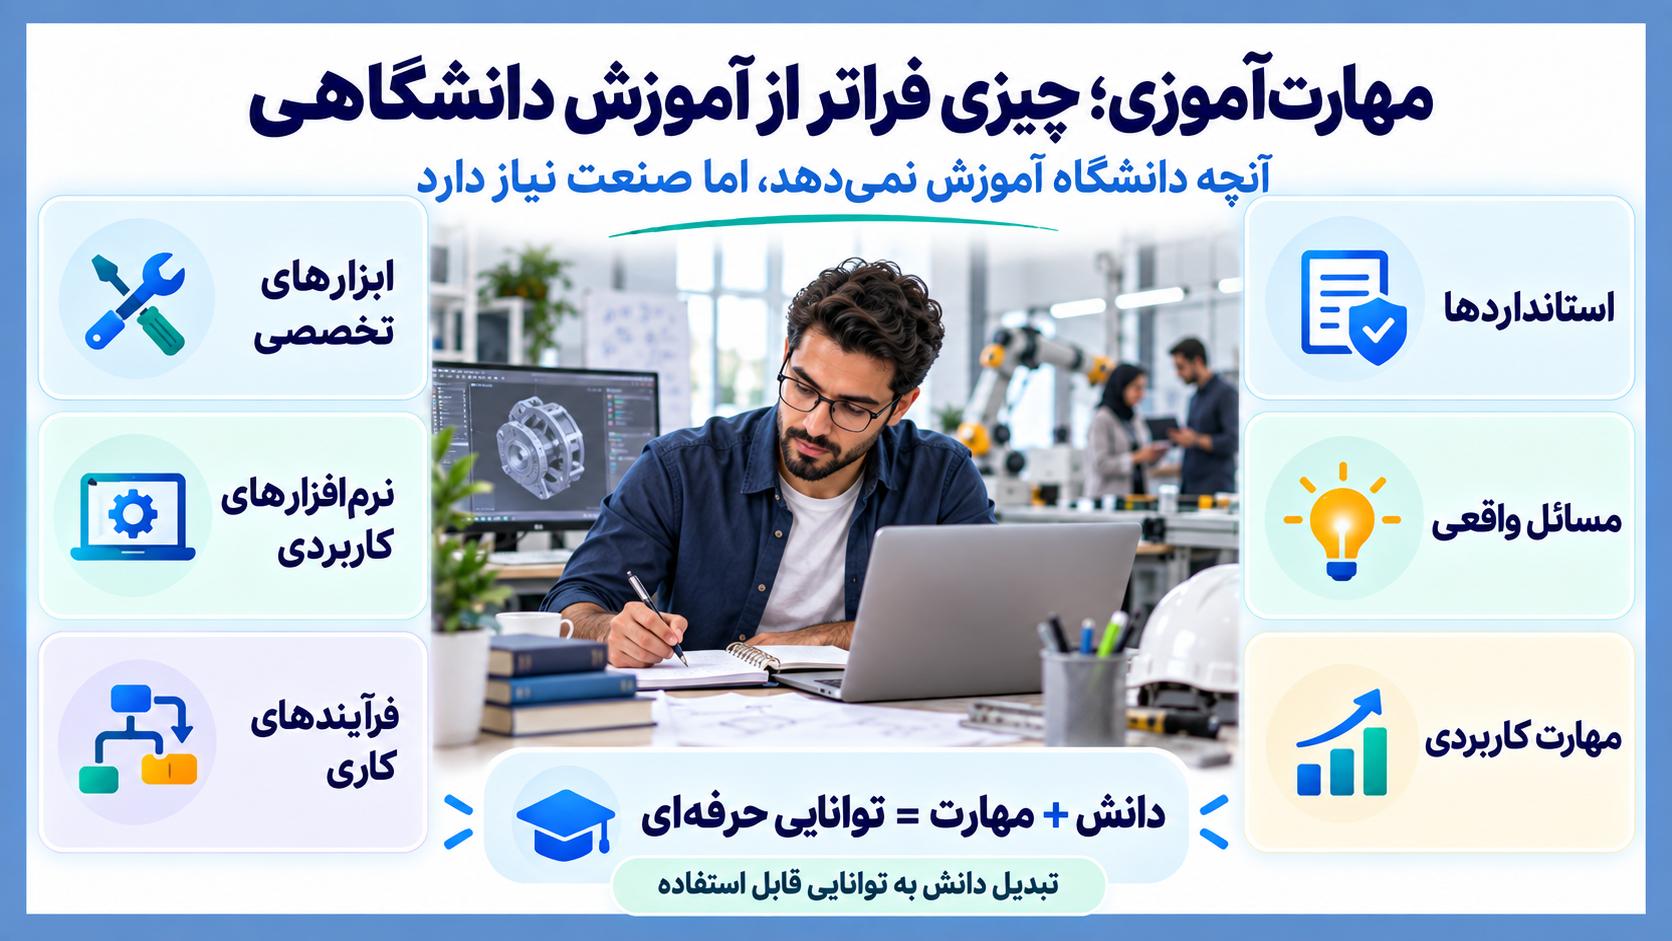 مهارت‌آموزی؛ چیزی فراتر از آموزش دانشگاهی
آنچه دانشگاه آموزش نمی‌دهد، اما صنعت نیاز دارد
استانداردها
مسائل واقعی
مهارت کاربردی
ابزارهای
تخصصی
نرم‌افزارهای
کاربردی
فرآیندهای
کاری
دانش + مهارت = توانایی حرفه‌ای
تبدیل دانش به توانایی قابل استفاده